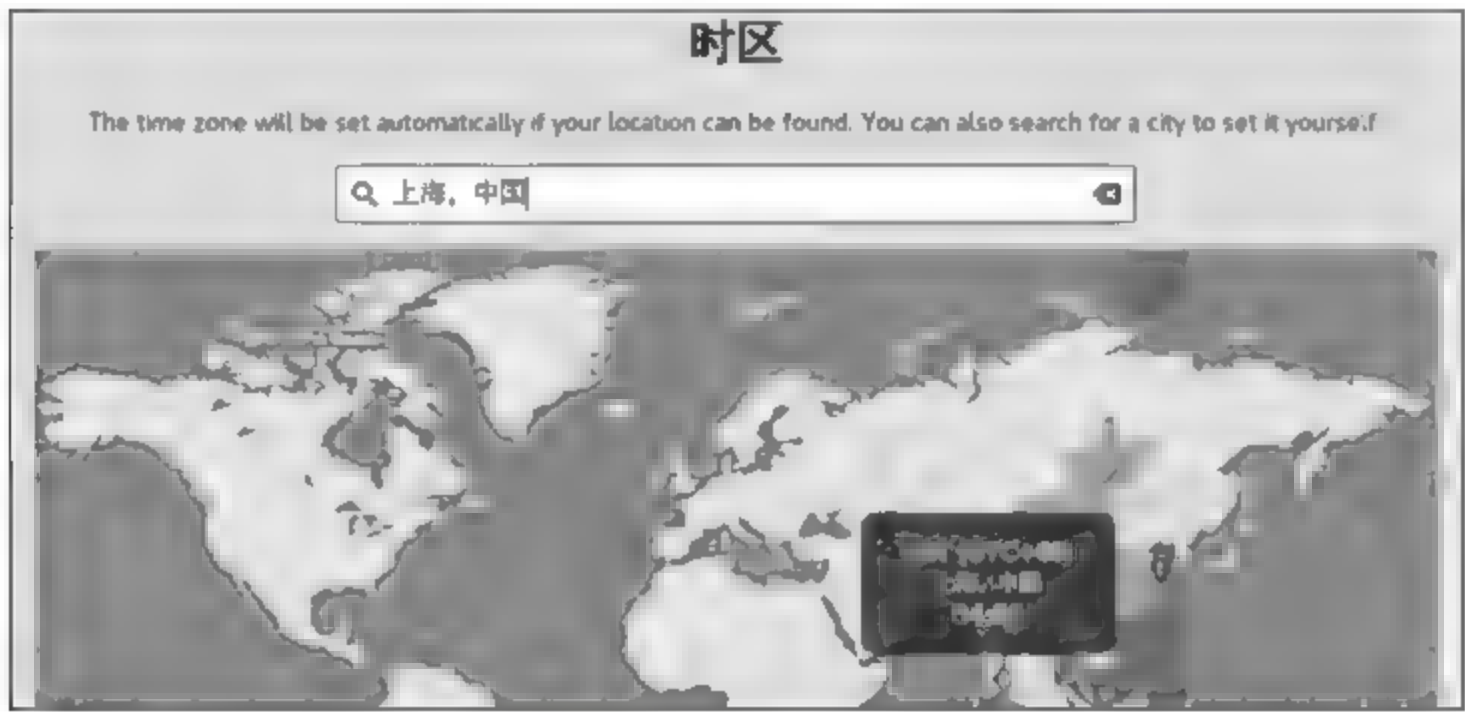 时区
The time zone will be set automatically if your location can be found. You can also search for a city to set it yourself
上海，中国